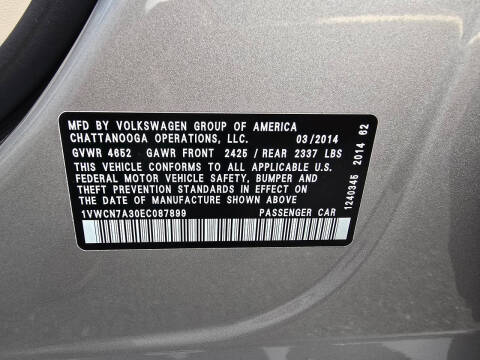 MFD BY VOLKSWAGEN GROUP OF AMERICA
CHATTANOOGA OPERATIONS, LLC. 03/2014
GVWR 4652 GAWR FRONT 2425 / REAR 2337 LBS
THIS VEHICLE CONFORMS TO ALL APPLICABLE U.S.
FEDERAL MOTOR VEHICLE SAFETY, BUMPER AND
THEFT PREVENTION STANDARDS IN EFFECT ON
THE DATE OF MANUFACTURE SHOWN ABOVE
1VWCN7A30EC087899 PASSENGER CAR
1240345 2014 62